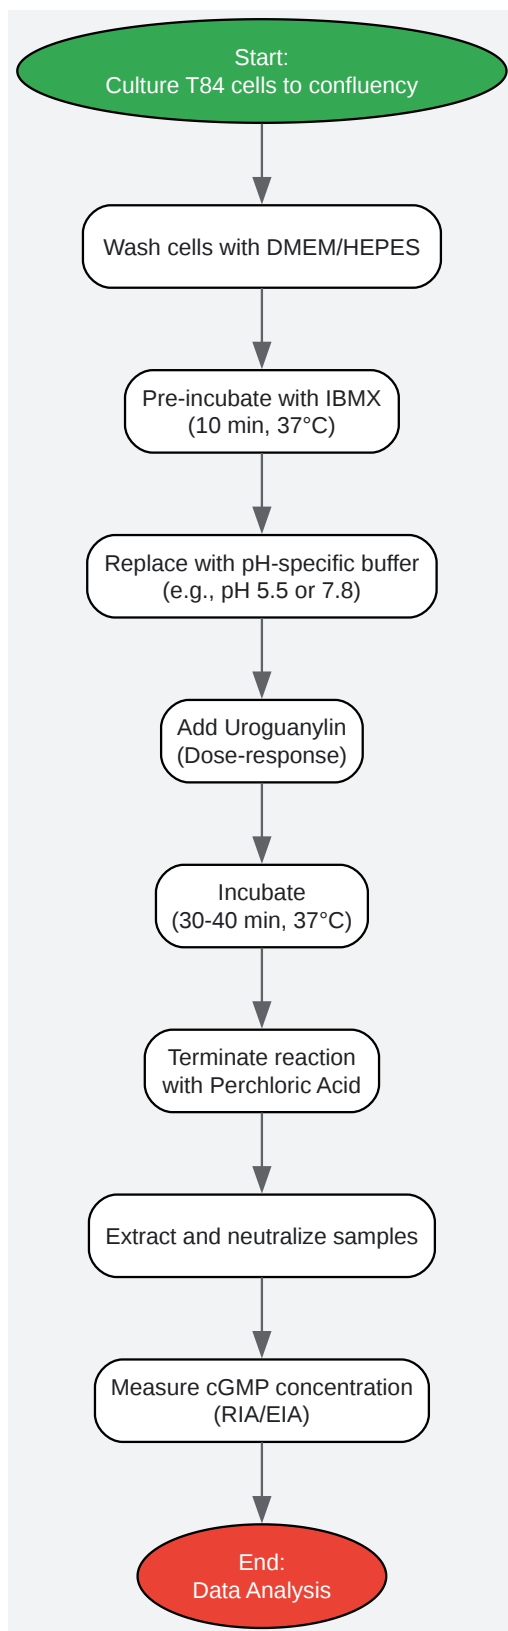 Start:
Culture T84 cells to confluency
Wash cells with DMEM/HEPES
Pre-incubate with IBMX
(10 min, 37°C)
Replace with pH-specific buffer
(e.g., pH 5.5 or 7.8)
Add Uroguanylin
(Dose-response)
Incubate
(30-40 min, 37°C)
Terminate reaction
with Perchloric Acid
Extract and neutralize samples
Measure cGMP concentration
(RIA/EIA)
End:
Data Analysis